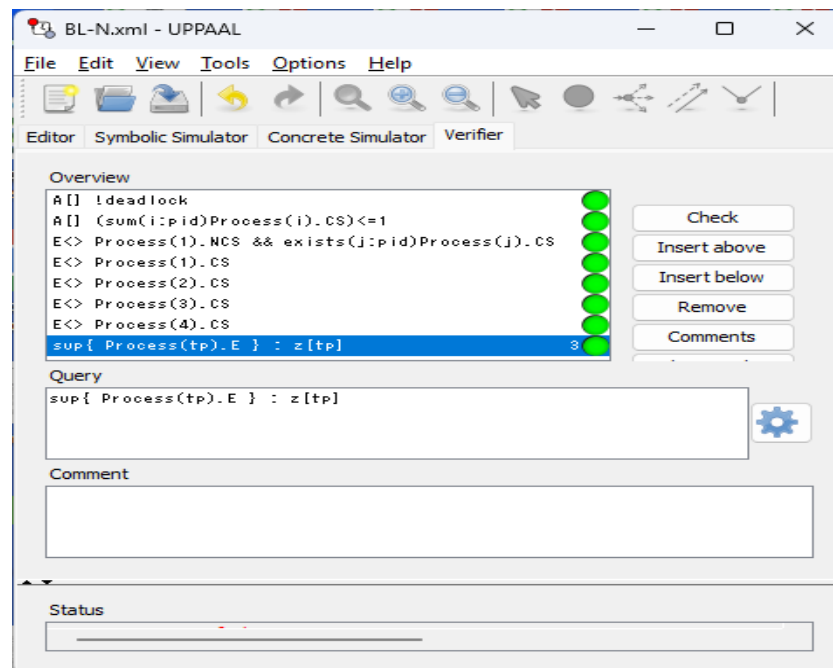 BL-N.xml - UPPAAL
File Edit View Tools Options Help
Editor Symbolic Simulator Concrete Simulator Verifier
Overview
A[] !deadlock
A[] (sum(i:pid)Process(i).CS)<=1
E<> Process(1).NCS && exists(j:pid)Process(j).CS
E<> Process(1).CS
E<> Process(2).CS
E<> Process(3).CS
E<> Process(4).CS
sup{ Process(tp).E } : z[tp] 3
Check
Insert above
Insert below
Remove
Comments
Query
sup{ Process(tp).E } : z[tp]
Comment
Status